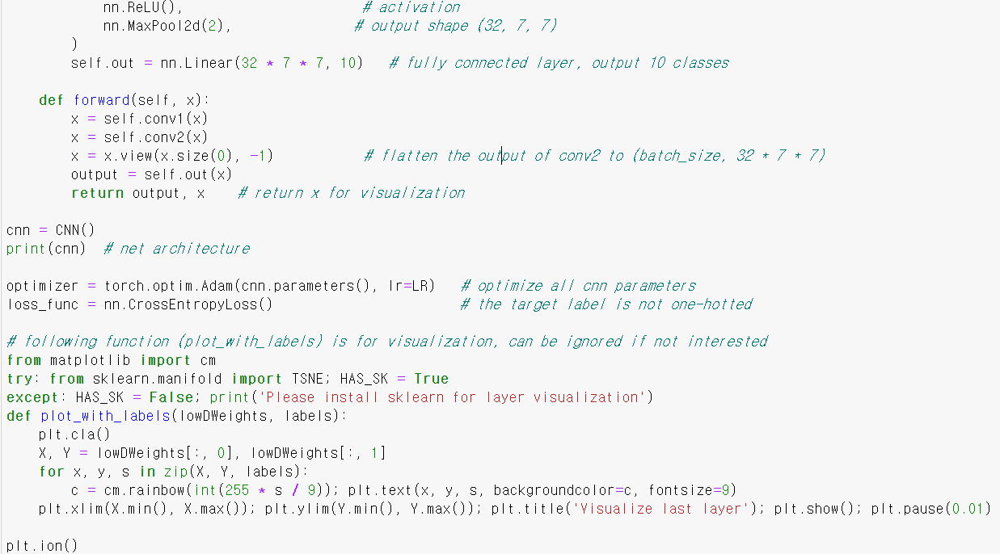 nn.ReLU(),                      # activation
            nn.MaxPool2d(2),                # output shape (32, 7, 7)
        )
        self.out = nn.Linear(32 * 7 * 7, 10)   # fully connected layer, output 10 classes

    def forward(self, x):
        x = self.conv1(x)
        x = self.conv2(x)
        x = x.view(x.size(0), -1)           # flatten the output of conv2 to (batch_size, 32 * 7 * 7)
        output = self.out(x)
        return output, x    # return x for visualization

cnn = CNN()
print(cnn)  # net architecture

optimizer = torch.optim.Adam(cnn.parameters(), lr=LR)   # optimize all cnn parameters
loss_func = nn.CrossEntropyLoss()                       # the target label is not one-hotted

# following function (plot_with_labels) is for visualization, can be ignored if not interested
from matplotlib import cm
try: from sklearn.manifold import TSNE; HAS_SK = True
except: HAS_SK = False; print('Please install sklearn for layer visualization')
def plot_with_labels(lowDWeights, labels):
    plt.cla()
    X, Y = lowDWeights[:, 0], lowDWeights[:, 1]
    for x, y, s in zip(X, Y, labels):
        c = cm.rainbow(int(255 * s / 9)); plt.text(x, y, s, backgroundcolor=c, fontsize=9)
    plt.xlim(X.min(), X.max()); plt.ylim(Y.min(), Y.max()); plt.title('Visualize last layer'); plt.show(); plt.pause(0.01)

plt.ion()